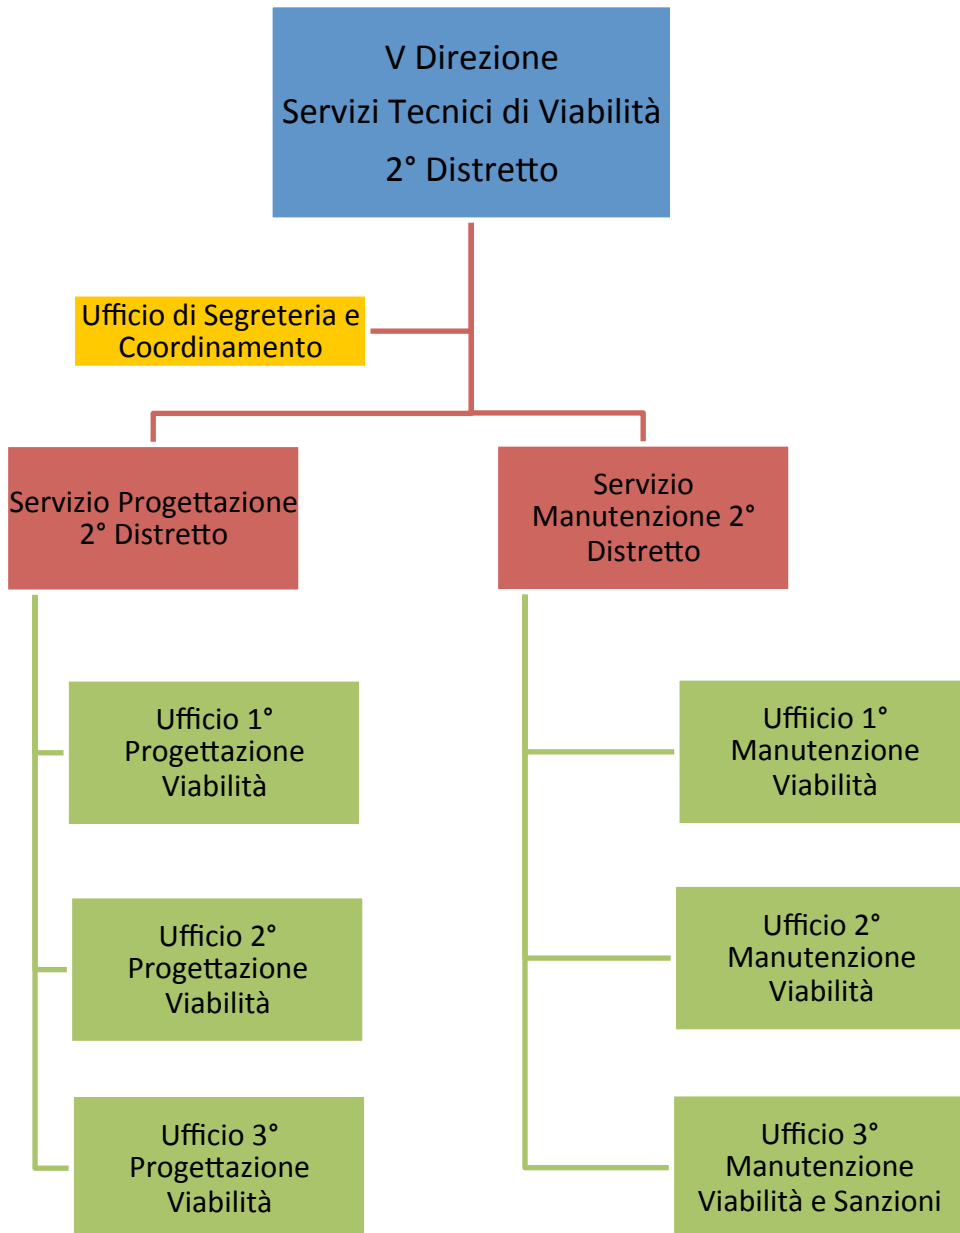 V Direzione
Servizi Tecnici di Viabilità
2° Distretto
Ufficio di Segreteria e
Coordinamento
Servizio Progettazione
2° Distretto
Servizio
Manutenzione 2°
Distretto
Ufficio 1°
Progettazione
Viabilità
Ufficio 2°
Progettazione
Viabilità
Ufficio 3°
Progettazione
Viabilità
Uffiicio 1°
Manutenzione
Viabilità
Ufficio 2°
Manutenzione
Viabilità
Ufficio 3°
Manutenzione
Viabilità e Sanzioni